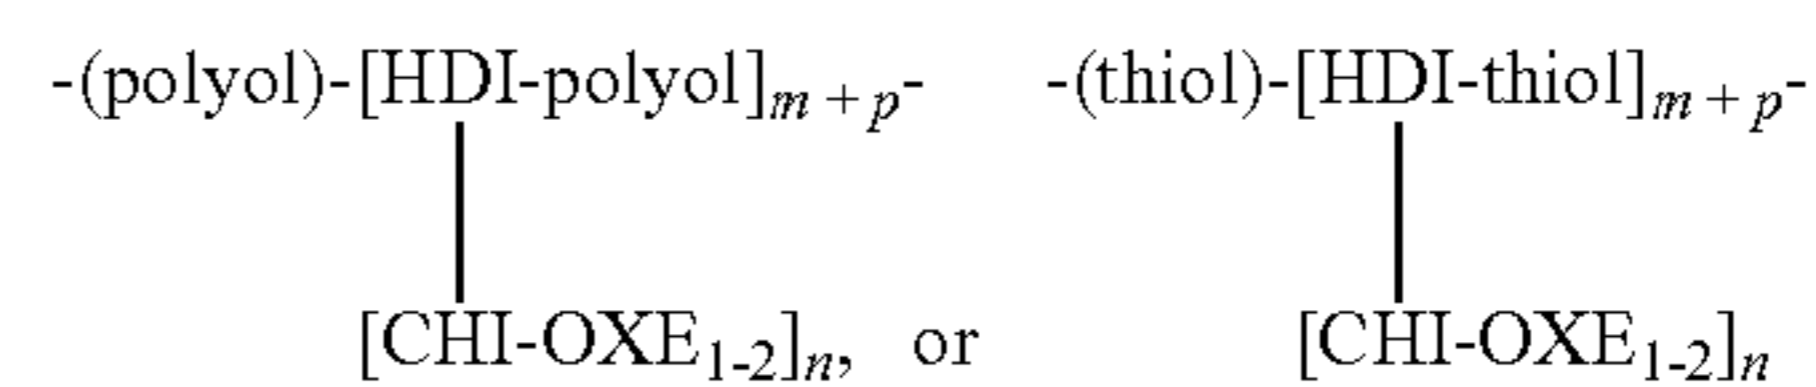 -(polyol)-[HDI-polyol]m + p- -(thiol)-[HDI-thiol]m + p-
[CHI-OXE1-2]n, or [CHI-OXE1-2]n